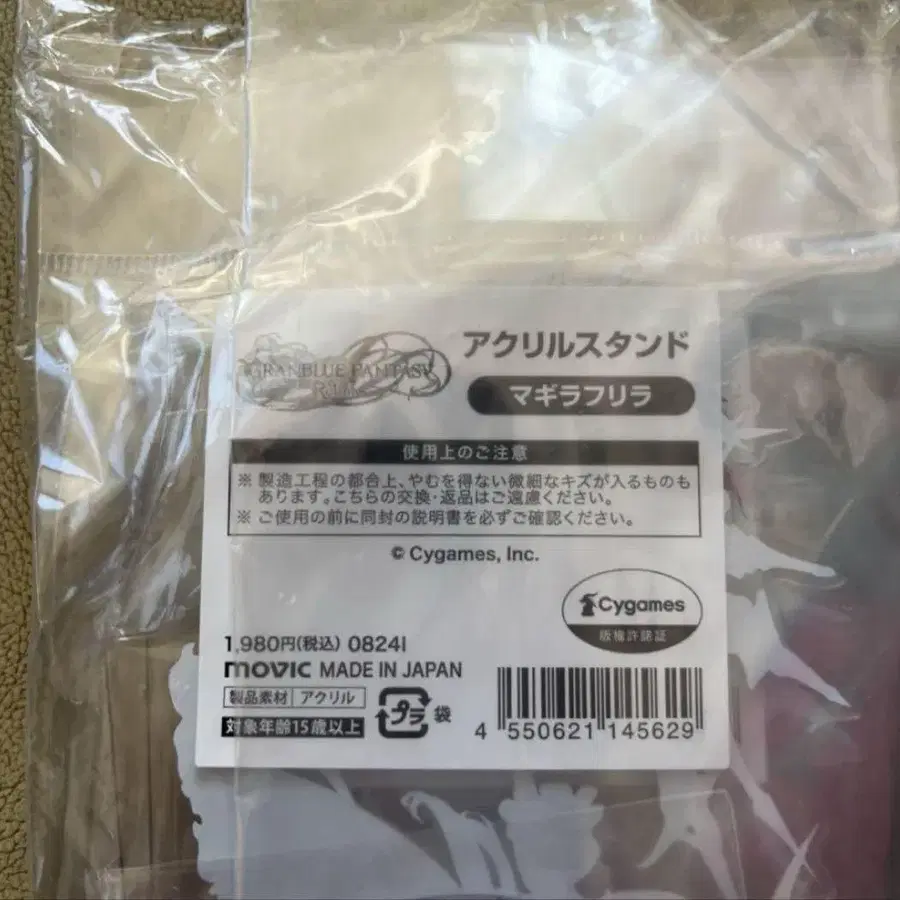 GRANBLUE FANTASY
アクリルスタンド
マギラフリラ
使用上のご注意
※ 製造工程の都合上、やむを得ない微細なキズが入るものも
あります。こちらの交換・返品はご遠慮ください。
※ ご使用の前に同封の説明書を必ずご確認ください。
© Cygames, Inc.
Cygames
版権許諾証
1,980円(税込) 0824I
movic MADE IN JAPAN
製品素材 アクリル
対象年齢15歳以上
プラ 袋
4 550621 145629